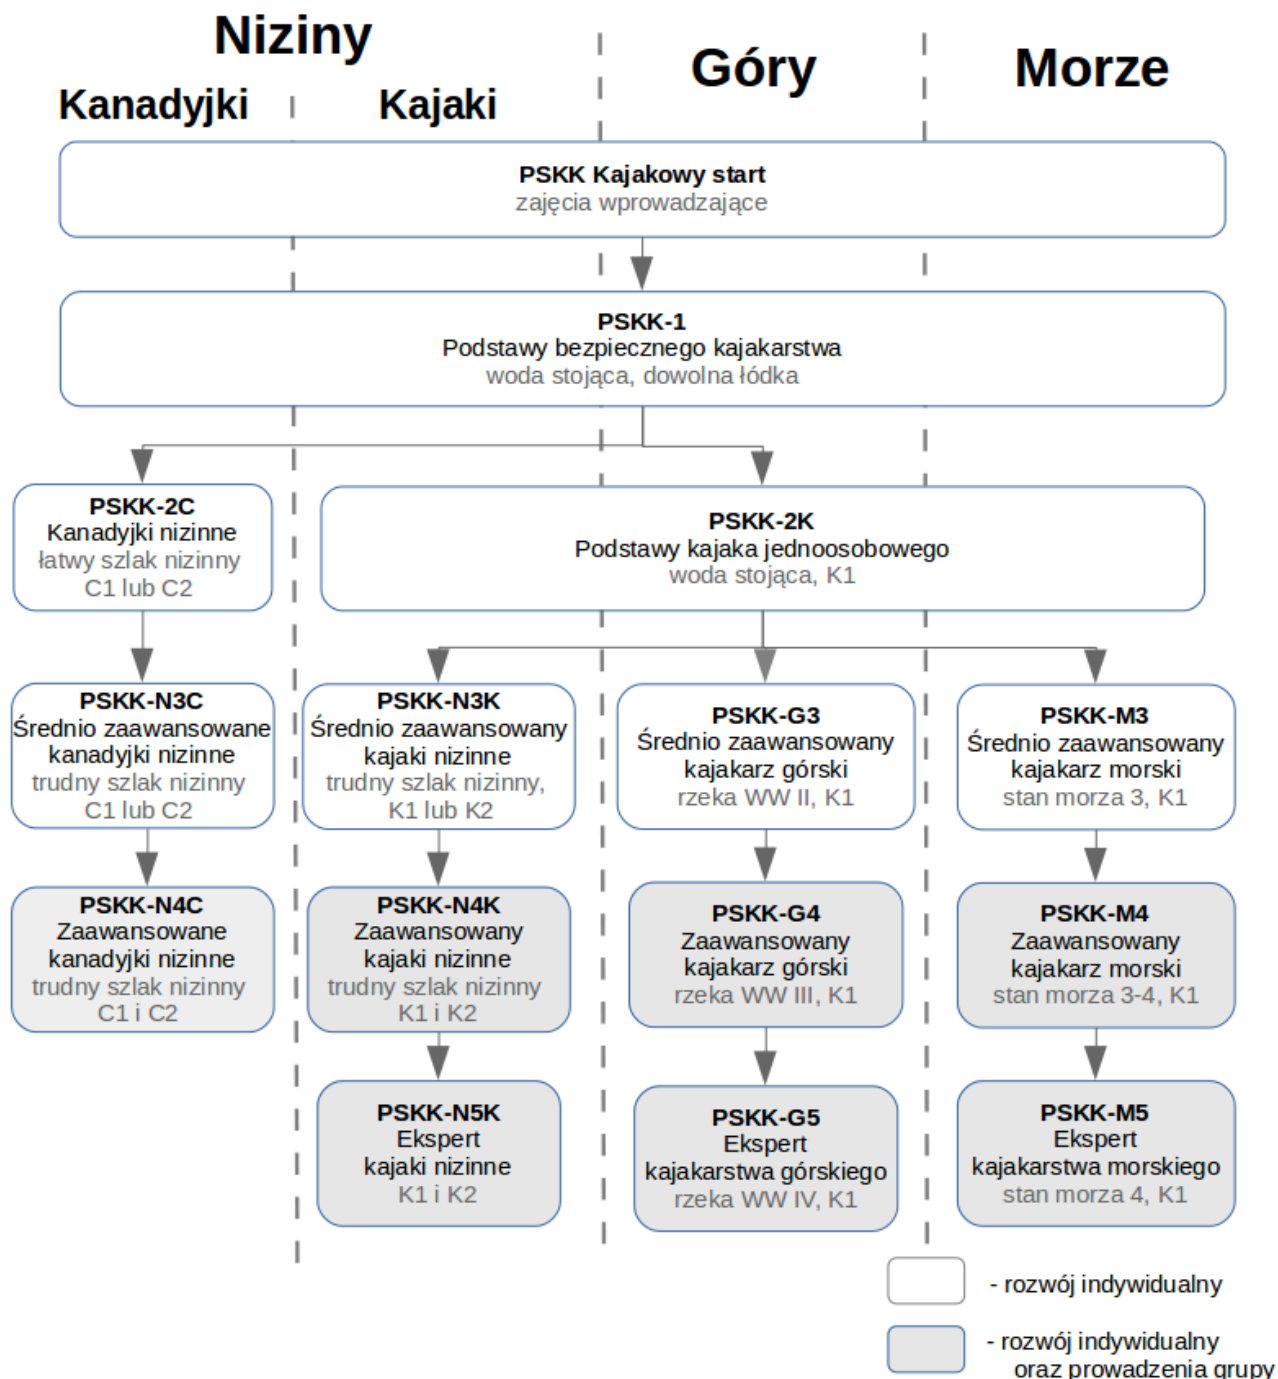 Niziny
Góry
Morze
Kanadyjki
Kajaki
PSKK Kajakowy start
zajęcia wprowadzające
PSKK-1
Podstawy bezpiecznego kajakarstwa
woda stojąca, dowolna łódka
PSKK-2C
Kanadyjki nizinne
łatwy szlak nizinny
C1 lub C2
PSKK-2K
Podstawy kajaka jednoosobowego
woda stojąca, K1
PSKK-N3C
Średnio zaawansowane
kanadyjki nizinne
trudny szlak nizinny
C1 lub C2
PSKK-N3K
Średnio zaawansowany
kajaki nizinne
trudny szlak nizinny,
K1 lub K2
PSKK-G3
Średnio zaawansowany
kajakarz górski
rzeka WW II, K1
PSKK-M3
Średnio zaawansowany
kajakarz morski
stan morza 3, K1
PSKK-N4C
Zaawansowane
kanadyjki nizinne
trudny szlak nizinny
C1 i C2
PSKK-N4K
Zaawansowany
kajaki nizinne
trudny szlak nizinny
K1 i K2
PSKK-G4
Zaawansowany
kajakarz górski
rzeka WW III, K1
PSKK-M4
Zaawansowany
kajakarz morski
stan morza 3-4, K1
PSKK-N5K
Ekspert
kajaki nizinne
K1 i K2
PSKK-G5
Ekspert
kajakarstwa górskiego
rzeka WW IV, K1
PSKK-M5
Ekspert
kajakarstwa morskiego
stan morza 4, K1
- rozwój indywidualny
- rozwój indywidualny
oraz prowadzenia grupy